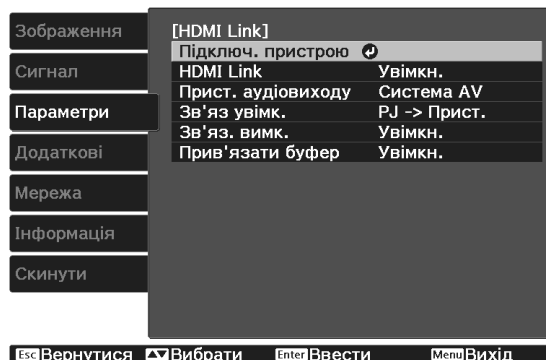 Зображення
Сигнал
Параметри
Додаткові
Мережа
Інформація
Скинути
[HDMI Link]
Підключ. пристрою
HDMI Link Увімкн.
Прист. аудіовиходу Система AV
Зв'яз увімк. PJ -> Прист.
Зв'яз. вимк. Увімкн.
Прив'язати буфер Увімкн.
Esc Вернутися Вибрати Enter Ввести Menu Вихід